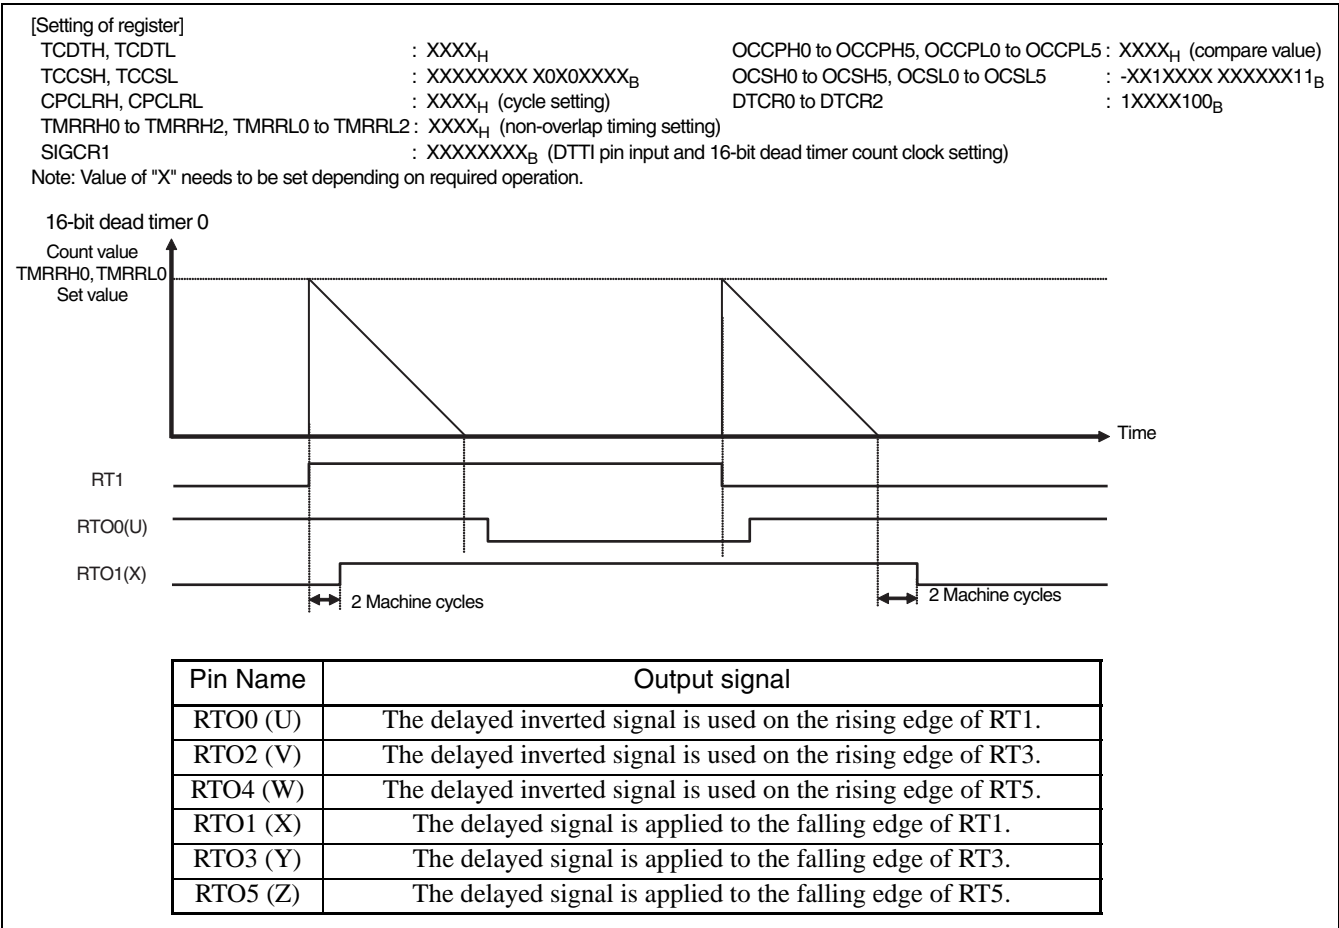 [Setting of register]
TCDTH, TCDTL : XXXXH OCCPH0 to OCCPH5, OCCPL0 to OCCPL5 : XXXXH (compare value)
TCCSH, TCCSL : XXXXXXXX X0X0XXXXB OCSH0 to OCSH5, OCSL0 to OCSL5 : -XX1XXXX XXXXXX11B
CPCLRH, CPCLRL : XXXXH (cycle setting) DTCR0 to DTCR2 : 1XXXX100B
TMRRH0 to TMRRH2, TMRRL0 to TMRRL2 : XXXXH (non-overlap timing setting)
SIGCR1 : XXXXXXXXB (DTTI pin input and 16-bit dead timer count clock setting)
Note: Value of "X" needs to be set depending on required operation.
16-bit dead timer 0
Count value
TMRRH0, TMRRL0
Set value
Time
RT1
RTO0(U)
RTO1(X)
2 Machine cycles
2 Machine cycles
Pin Name Output signal
RTO0 (U) The delayed inverted signal is used on the rising edge of RT1.
RTO2 (V) The delayed inverted signal is used on the rising edge of RT3.
RTO4 (W) The delayed inverted signal is used on the rising edge of RT5.
RTO1 (X) The delayed signal is applied to the falling edge of RT1.
RTO3 (Y) The delayed signal is applied to the falling edge of RT3.
RTO5 (Z) The delayed signal is applied to the falling edge of RT5.